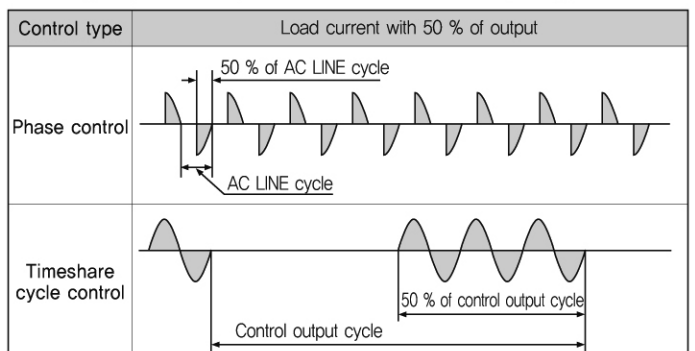 Control type
Load current with 50 % of output
50 % of AC LINE cycle
Phase control
AC LINE cycle
Timeshare
cycle control
50 % of control output cycle
Control output cycle